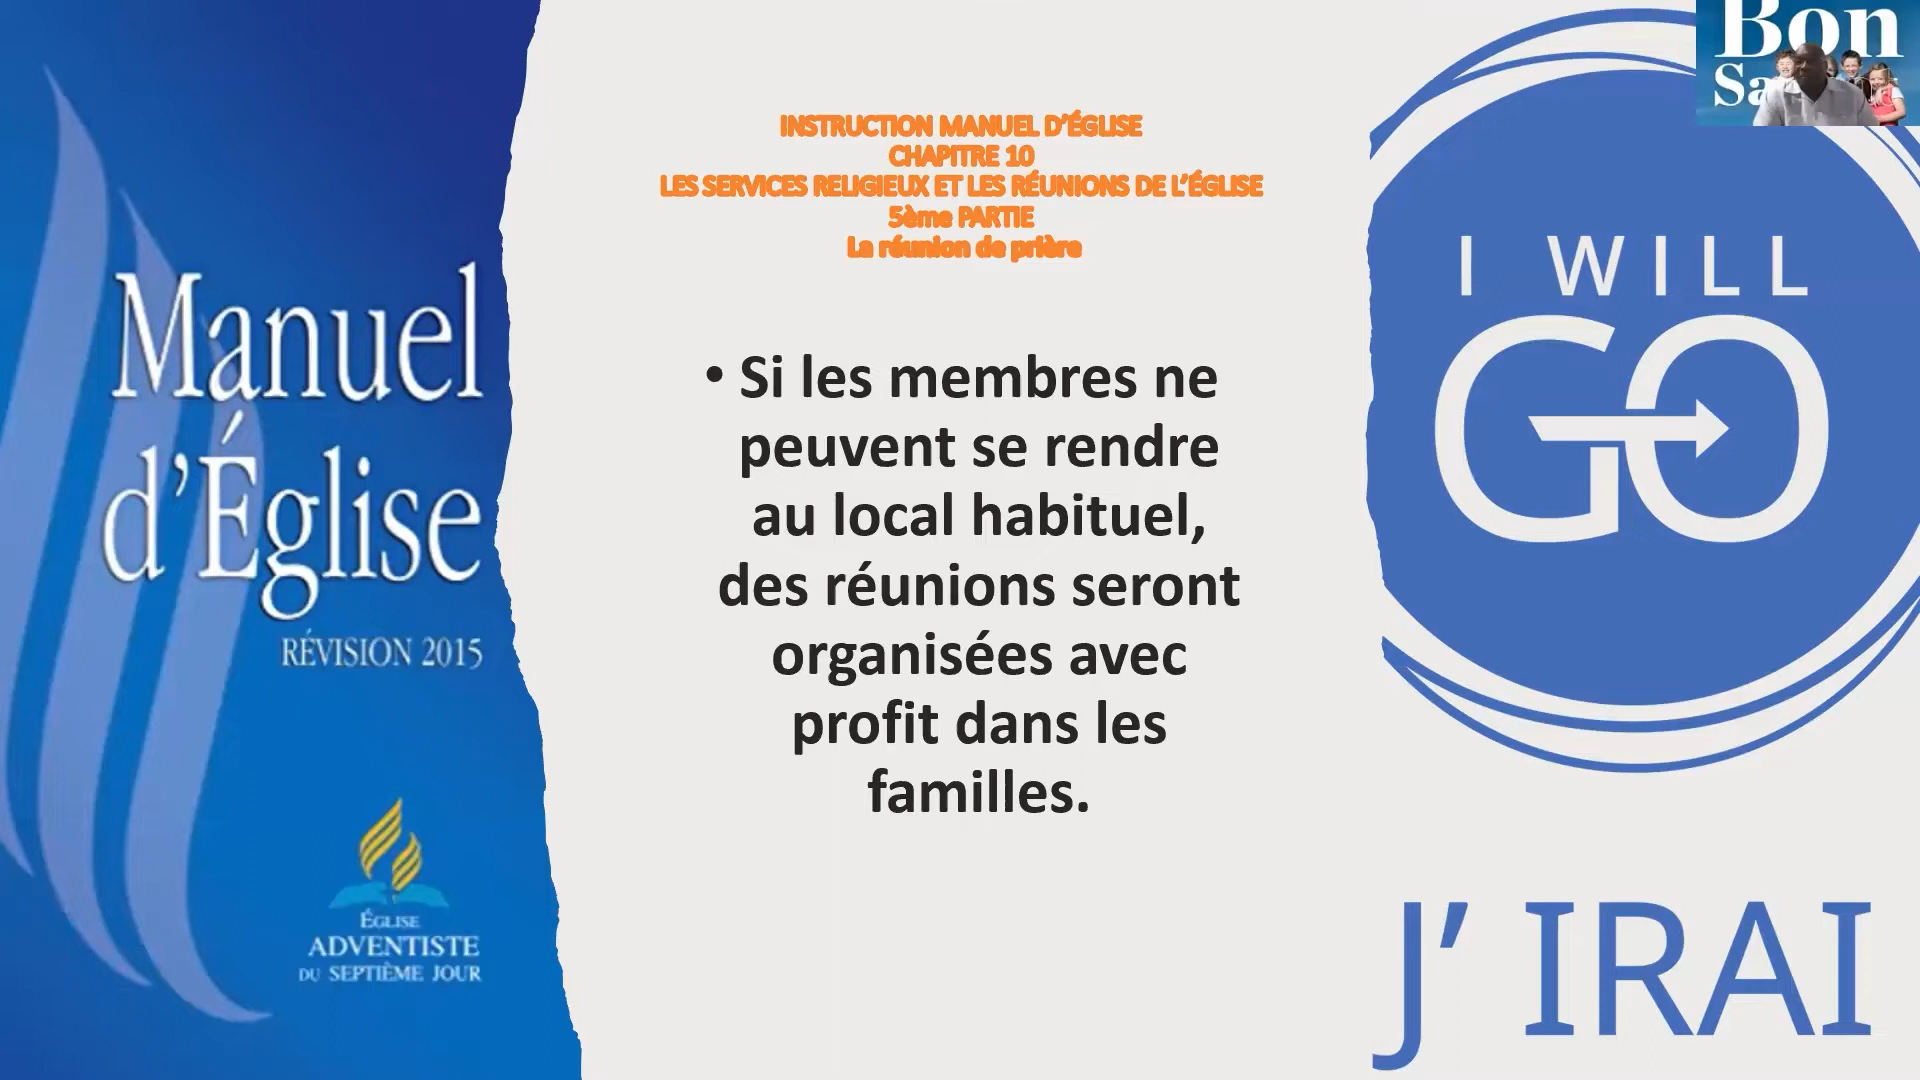 Manuel
d'Église
RÉVISION 2015
ÉGLISE
ADVENTISTE
DU SEPTIÈME JOUR
INSTRUCTION MANUEL D'ÉGLISE
CHAPITRE 10
LES SERVICES RELIGIEUX ET LES RÉUNIONS DE L'ÉGLISE
5ème PARTIE
La réunion de prière
• Si les membres ne
peuvent se rendre
au local habituel,
des réunions seront
organisées avec
profit dans les
familles.
Bon
I WILL
GO
J' IRAI